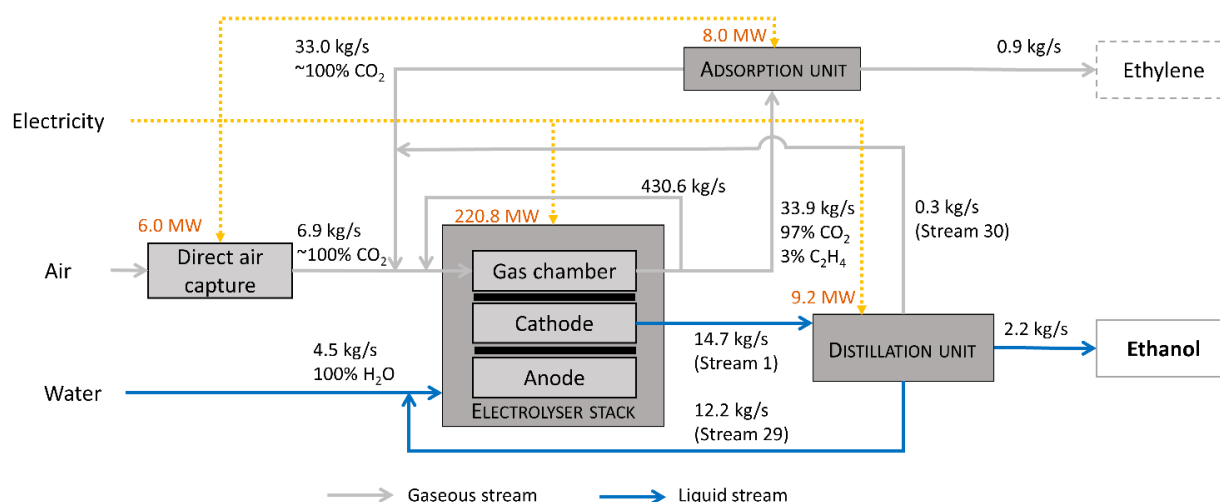 33.0 kg/s
~100% CO₂
8.0 MW
ADSORPTION UNIT
0.9 kg/s
Ethylene
Electricity
430.6 kg/s
6.0 MW
6.9 kg/s
~100% CO₂
220.8 MW
33.9 kg/s
97% CO₂
3% C₂H₄
0.3 kg/s
(Stream 30)
Air
Direct air
capture
Gas chamber
9.2 MW
Cathode
14.7 kg/s
(Stream 1)
DISTILLATION UNIT
2.2 kg/s
Ethanol
4.5 kg/s
100% H₂O
Water
Anode
ELECTROLYSER STACK
12.2 kg/s
(Stream 29)
Gaseous stream
Liquid stream